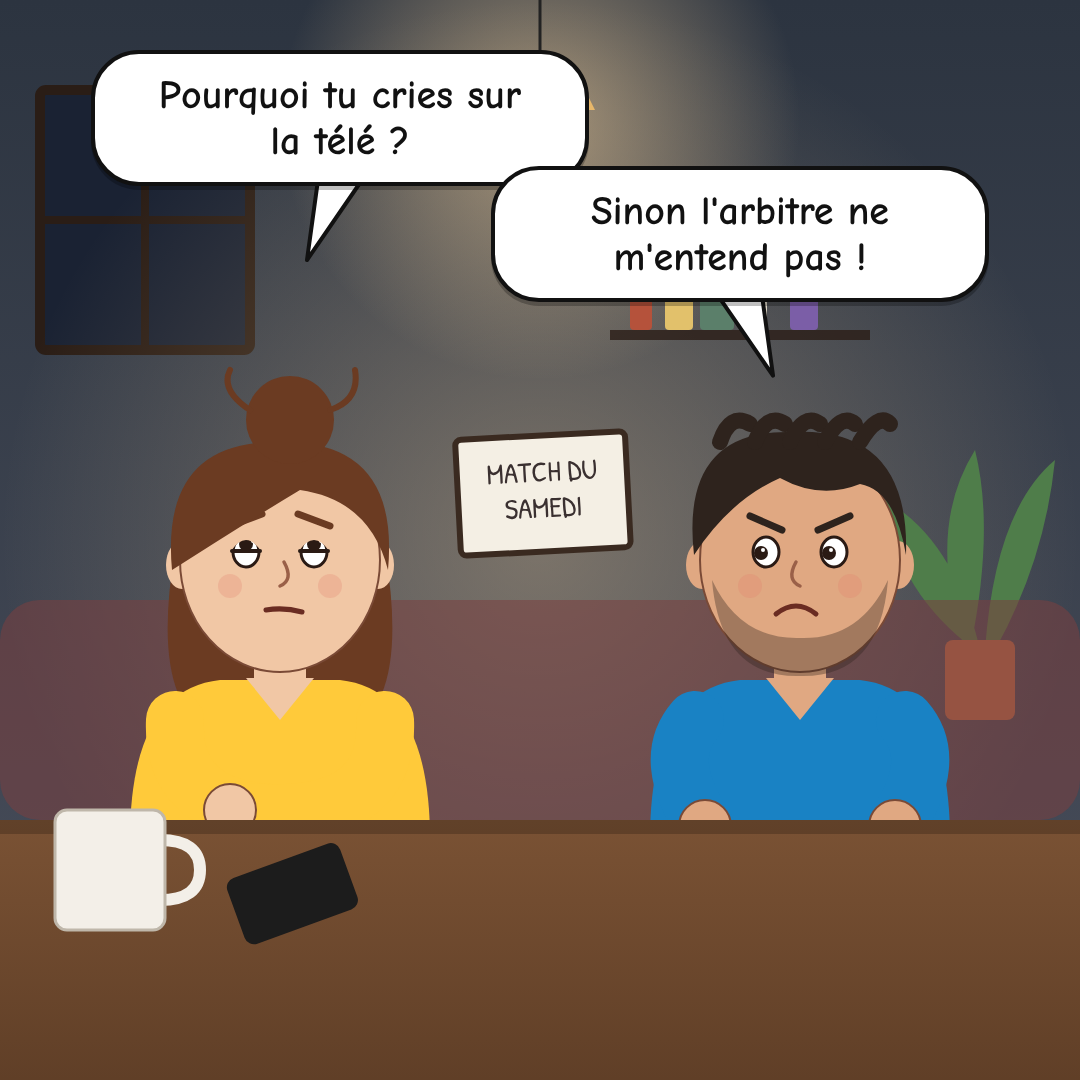 Pourquoi tu cries sur
la télé ?
Sinon l'arbitre ne
m'entend pas !
MATCH DU
SAMEDI